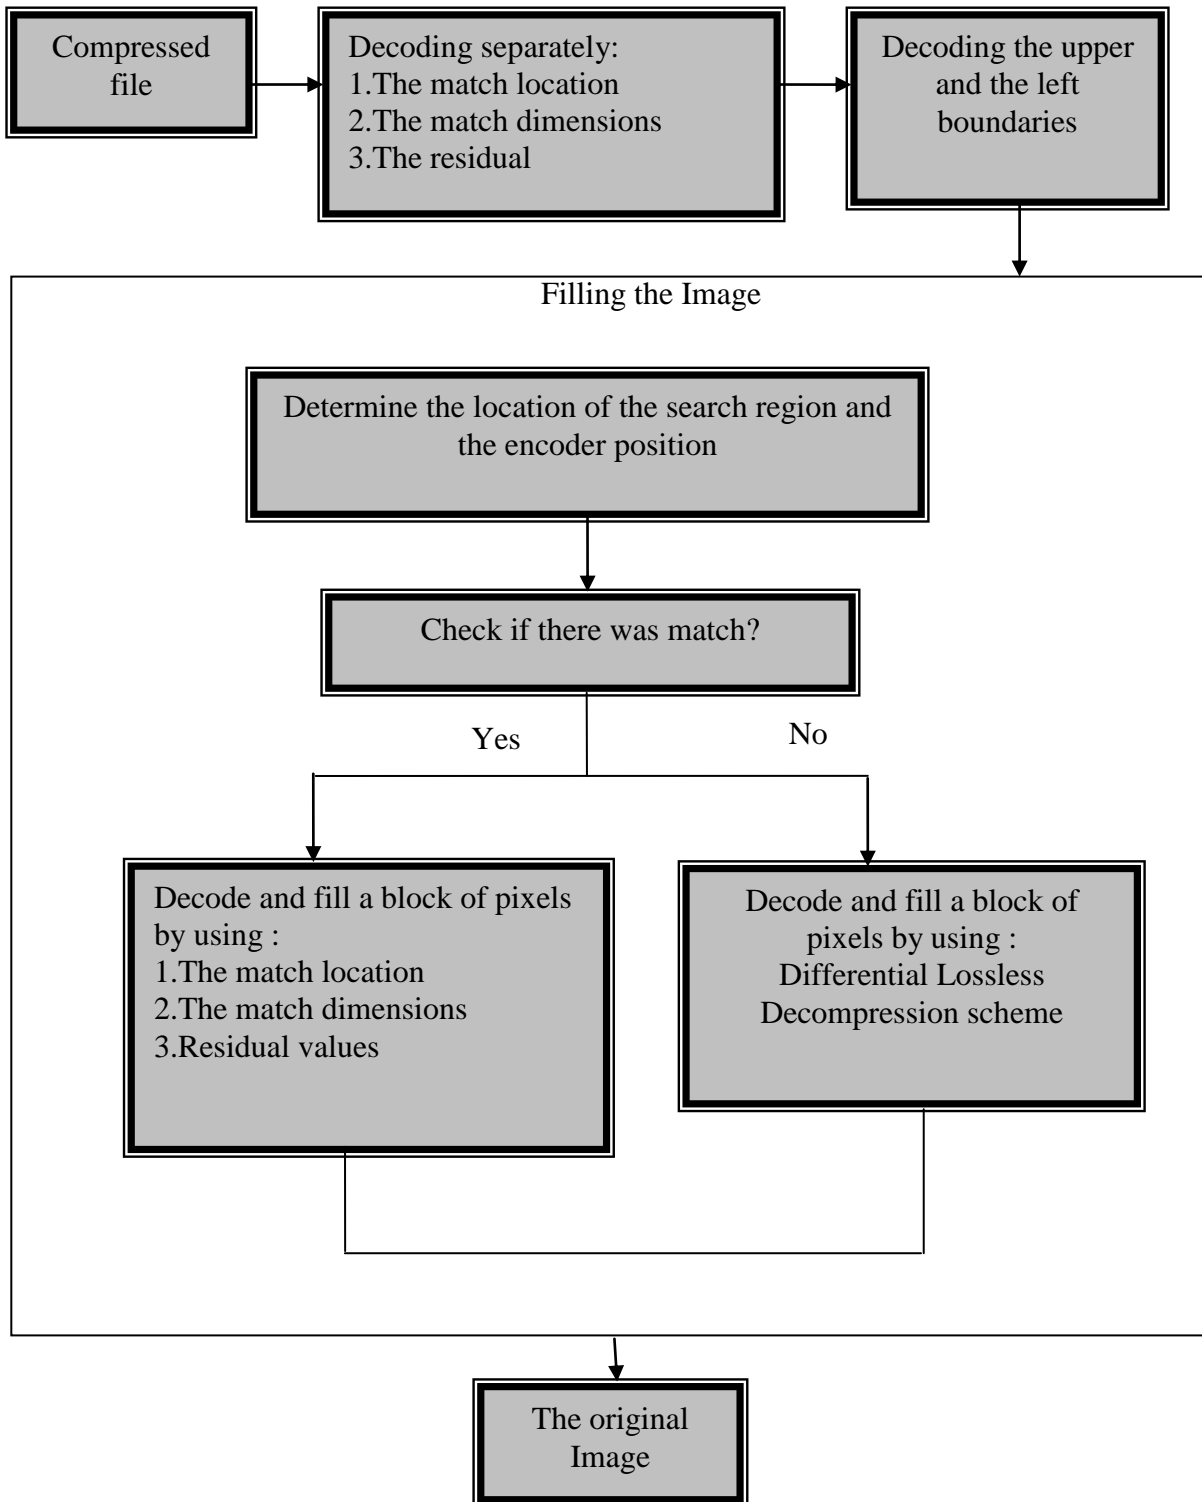 Compressed
file
Decoding separately:
1.The match location
2.The match dimensions
3.The residual
Decoding the upper
and the left
boundaries
Filling the Image
Determine the location of the search region and
the encoder position
Check if there was match?
Yes
No
Decode and fill a block of pixels
by using :
1.The match location
2.The match dimensions
3.Residual values
Decode and fill a block of
pixels by using :
Differential Lossless
Decompression scheme
The original
Image